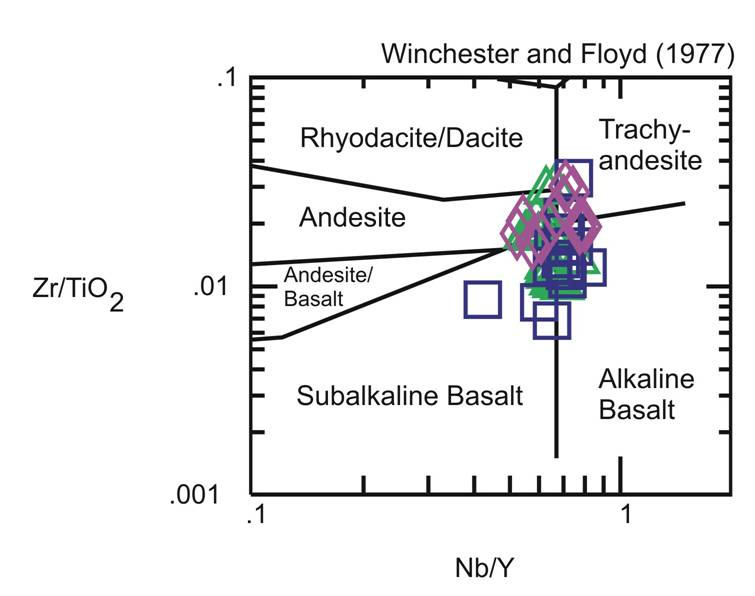 Winchester and Floyd (1977)
.1
Rhyodacite/Dacite
Trachy-
andesite
Andesite
Andesite/
Basalt
Zr/TiO2
.01
Subalkaline Basalt
Alkaline
Basalt
.001
.1
1
Nb/Y